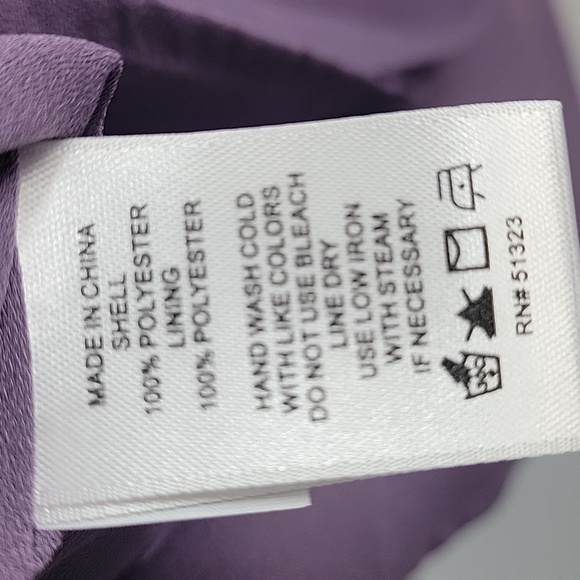 MADE IN CHINA
SHELL
100% POLYESTER
LINING
100% POLYESTER
HAND WASH COLD
WITH LIKE COLORS
DO NOT USE BLEACH
LINE DRY
USE LOW IRON
WITH STEAM
IF NECESSARY
RN# 51323